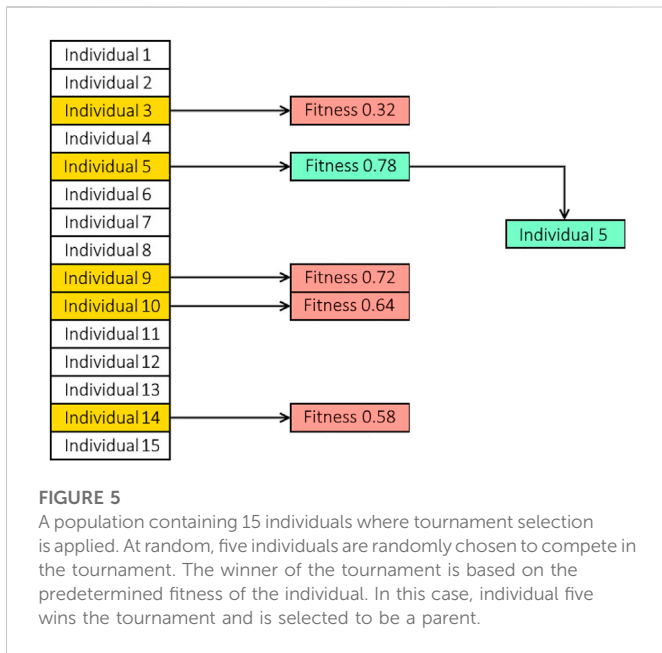 Individual 1
Individual 2
Individual 3
Fitness 0.32
Individual 4
Individual 5
Fitness 0.78
Individual 6
Individual 7
Individual 8
Individual 5
Individual 9
Fitness 0.72
Individual 10
Fitness 0.64
Individual 11
Individual 12
Individual 13
Individual 14
Fitness 0.58
Individual 15
FIGURE 5
A population containing 15 individuals where tournament selection
is applied. At random, five individuals are randomly chosen to compete in
the tournament. The winner of the tournament is based on the
predetermined fitness of the individual. In this case, individual five
wins the tournament and is selected to be a parent.